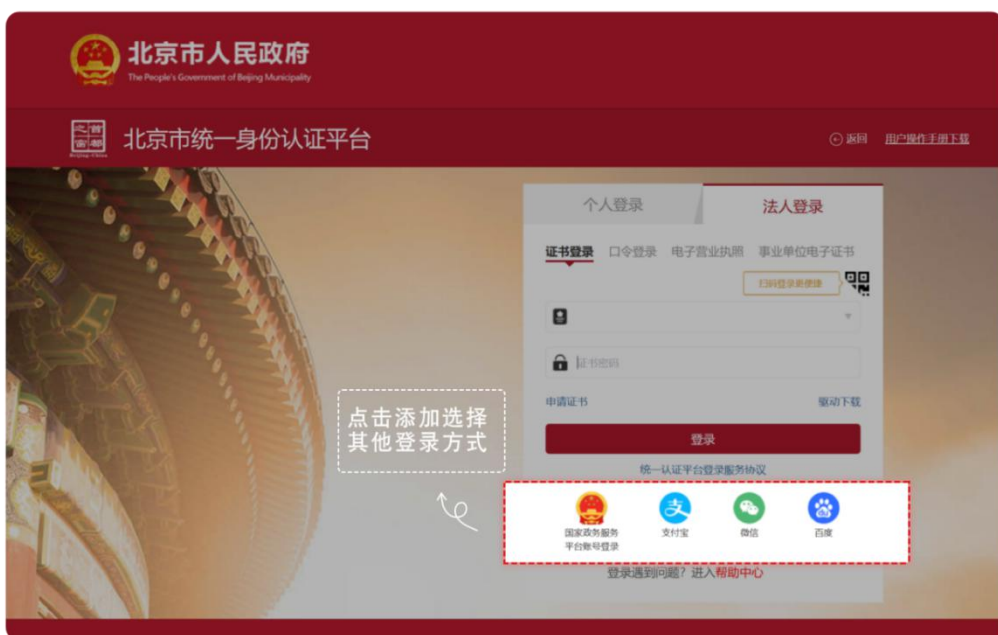 北京市人民政府
The People's Government of Beijing Municipality
首都之窗
Beijing-China
北京市统一身份认证平台
返回 用户操作手册下载
个人登录 法人登录
证书登录 口令登录 电子营业执照 事业单位电子证书
扫码登录更便捷
证书密码
申请证书 驱动下载
登录
统一认证平台登录服务协议
点击添加选择
其他登录方式
国家政务服务
平台账号登录
支付宝 微信 百度
登录遇到问题？进入帮助中心